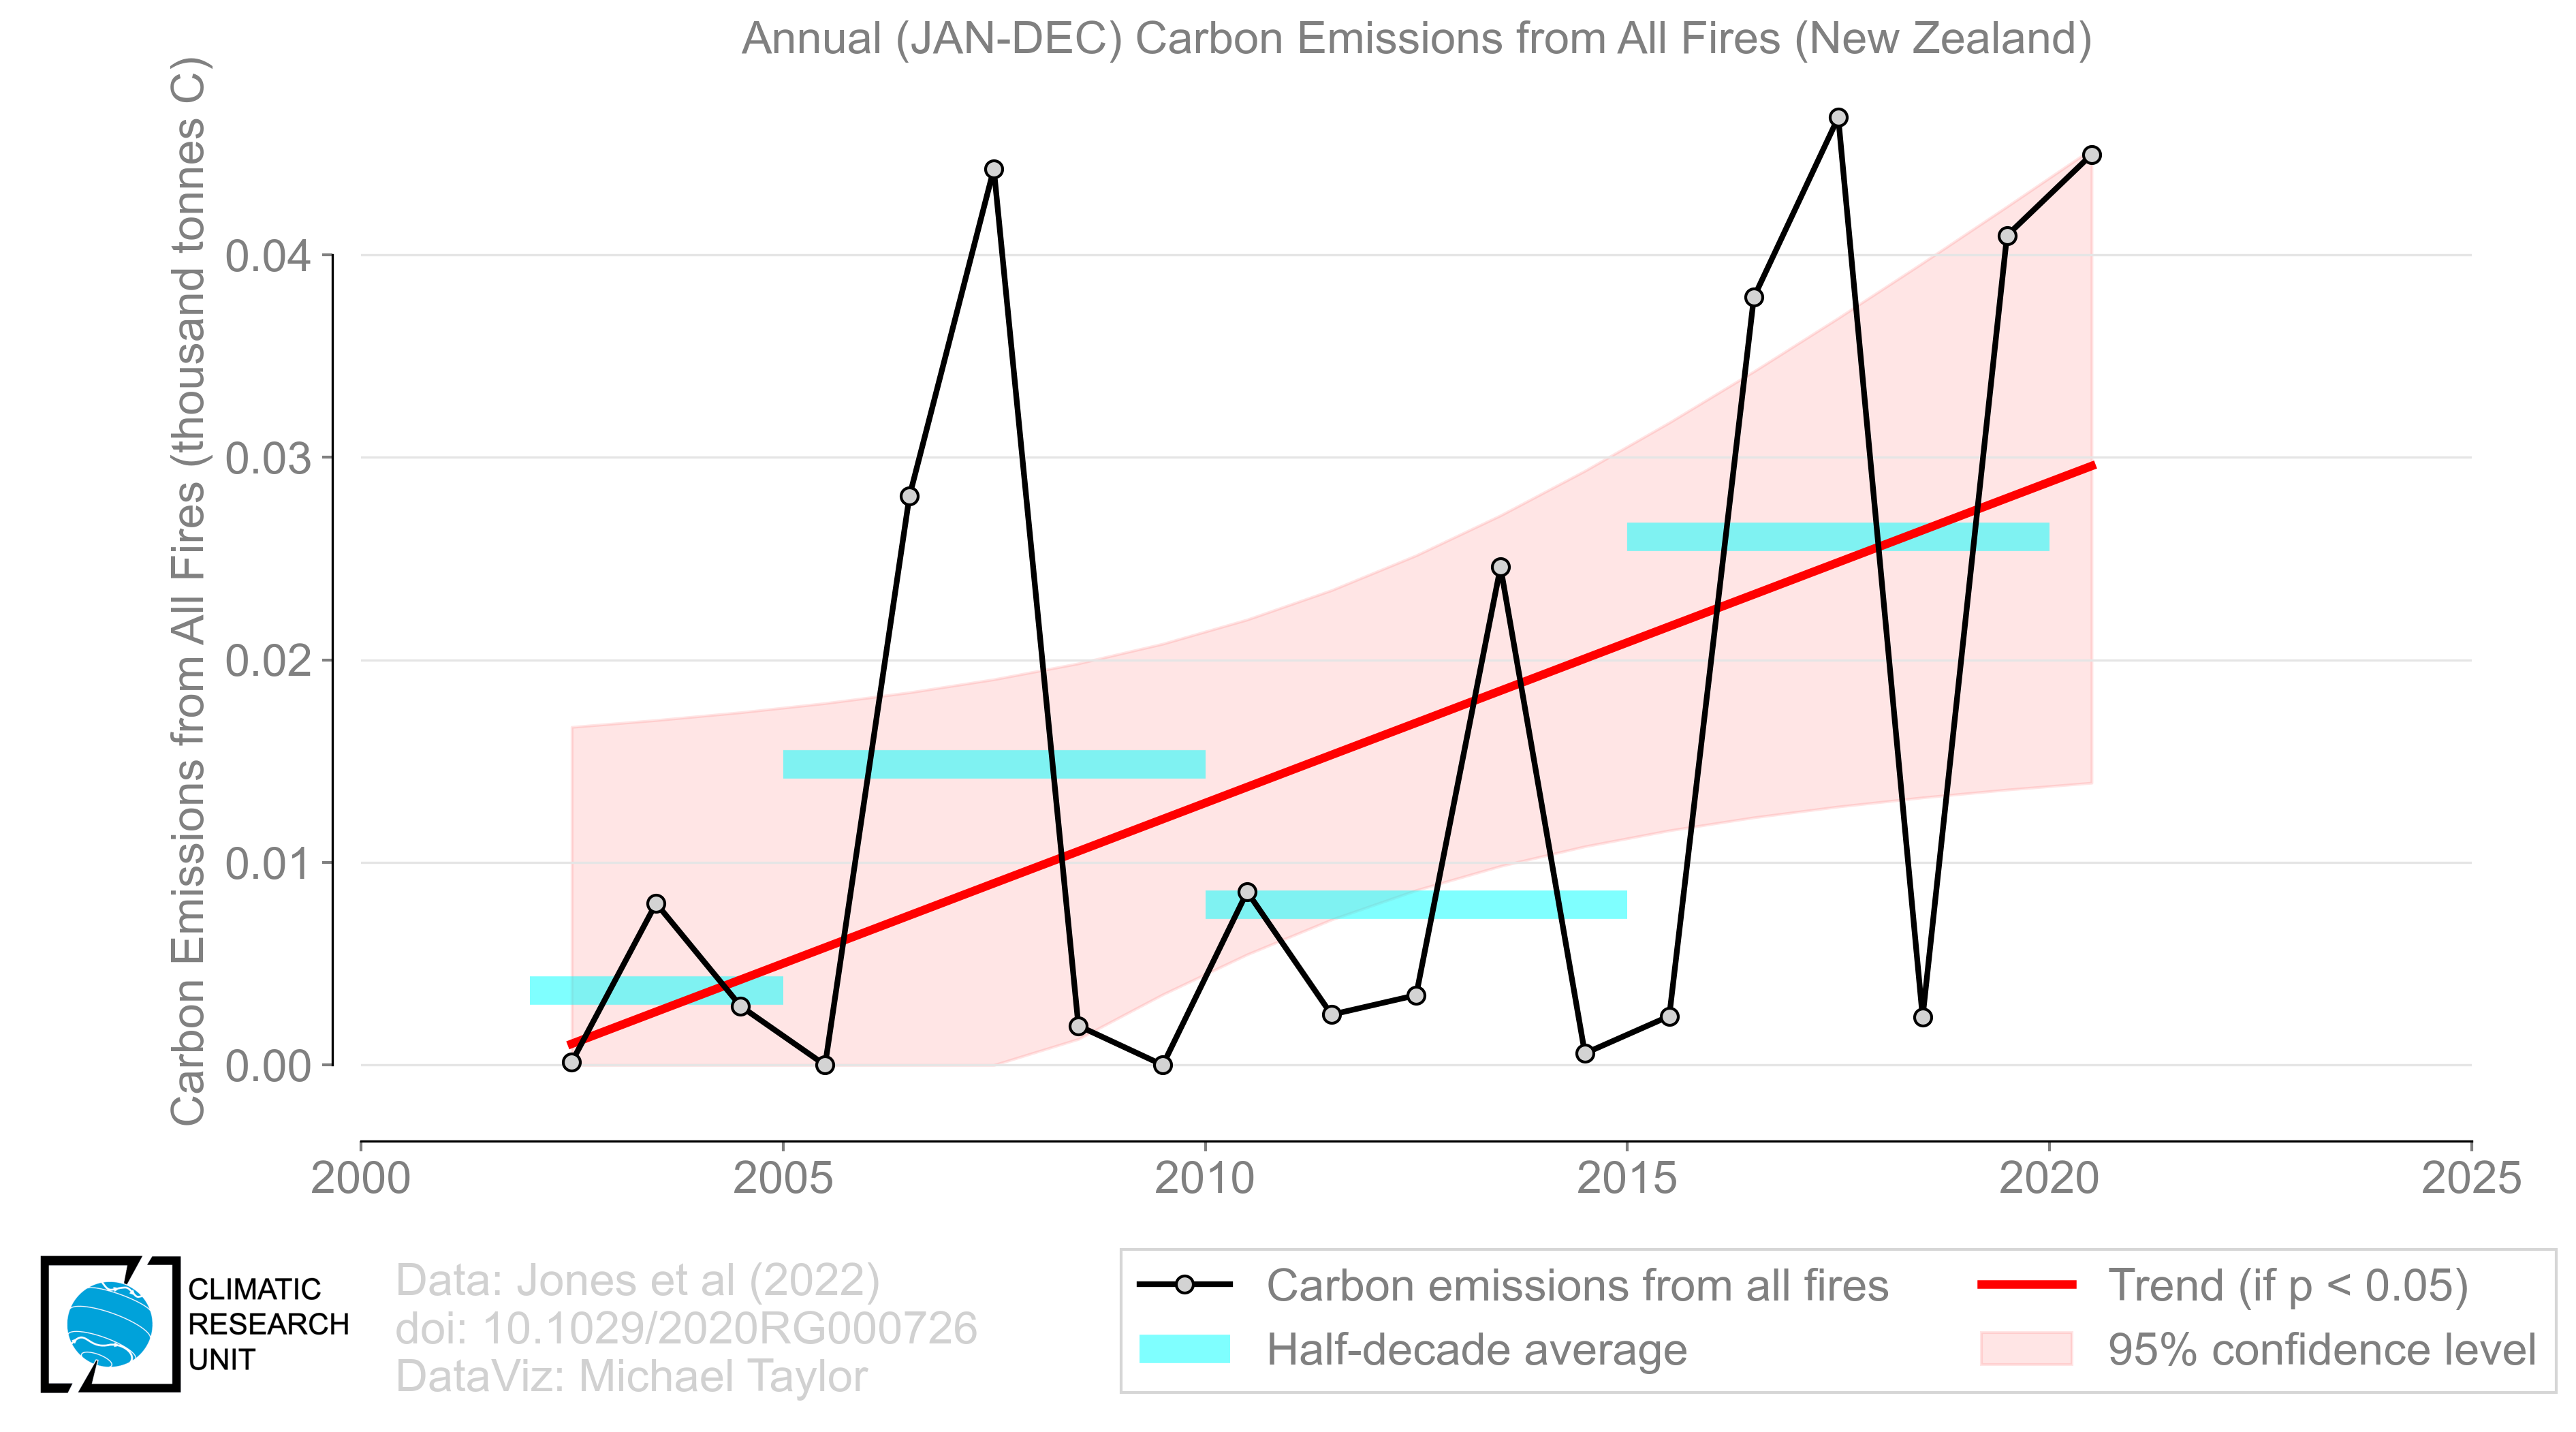 Annual (JAN-DEC) Carbon Emissions from All Fires (New Zealand)
Carbon Emissions from All Fires (thousand tonnes C)
0.04
0.03
0.02
0.01
0.00
2000 2005 2010 2015 2020 2025
CLIMATIC
RESEARCH
UNIT
Data: Jones et al (2022)
doi: 10.1029/2020RG000726
DataViz: Michael Taylor
Carbon emissions from all fires
Half-decade average
Trend (if p < 0.05)
95% confidence level